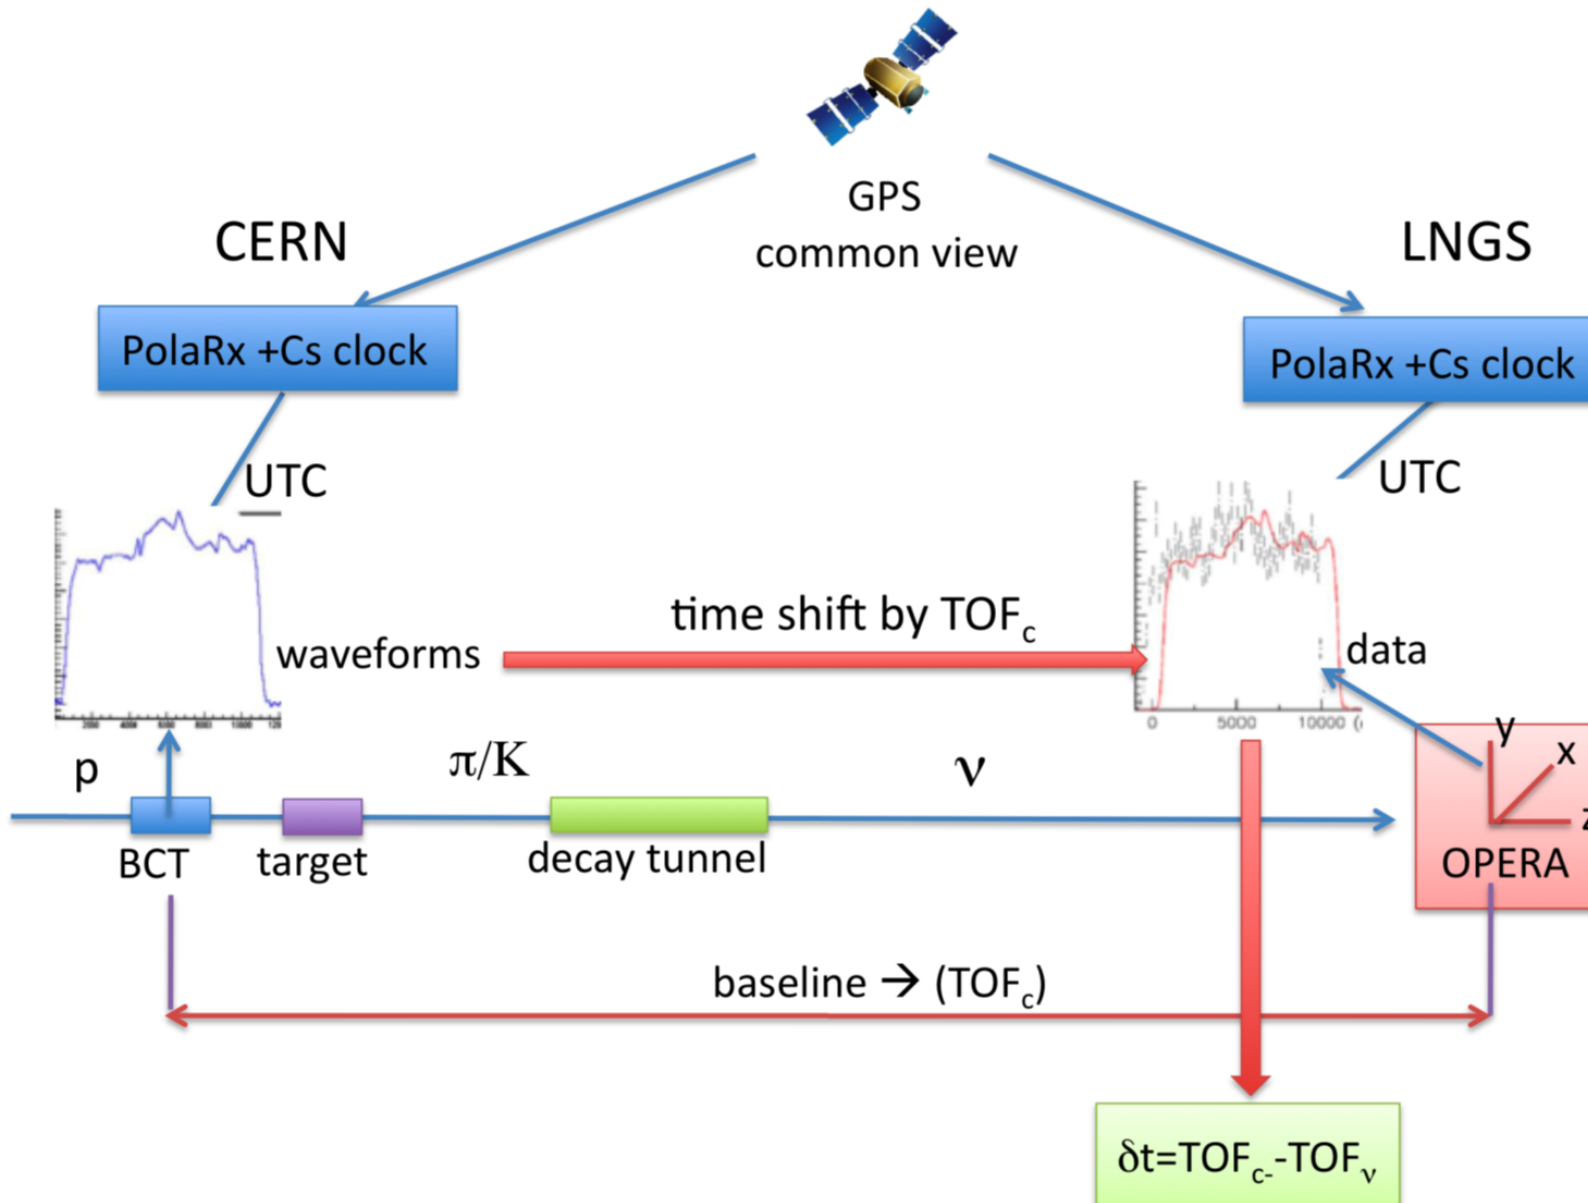 GPS
common view
CERN
LNGS
PolaRx +Cs clock
PolaRx +Cs clock
UTC
UTC
waveforms
time shift by TOFc
data
0 5000 10000
p
π/K
ν
y
x
z
BCT
target
decay tunnel
OPERA
baseline → (TOFc)
δt=TOFc--TOFν